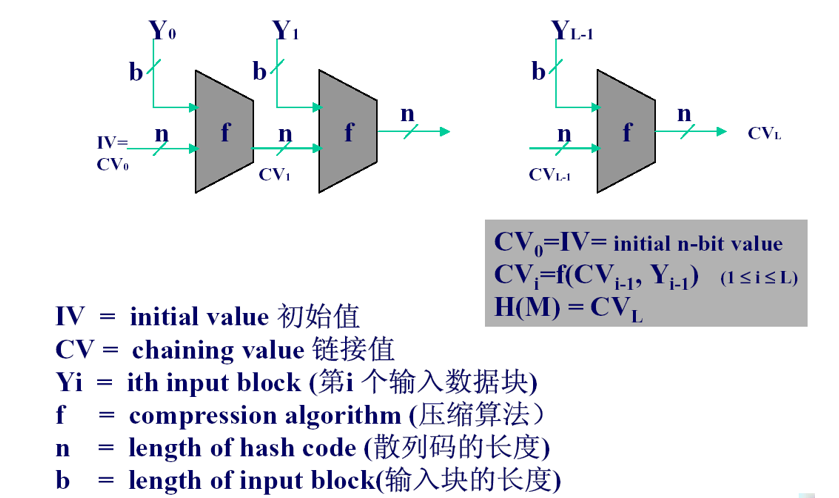 Y0 Y1 YL-1
b b b
n f n f n n f n
IV=
CV0 CV1 CVL-1 CVL
CV0=IV= initial n-bit value
CVi=f(CVi-1, Yi-1) (1 ≤ i ≤ L)
H(M) = CVL
IV = initial value 初始值
CV = chaining value 链接值
Yi = ith input block (第i 个输入数据块)
f = compression algorithm (压缩算法）
n = length of hash code (散列码的长度)
b = length of input block(输入块的长度)